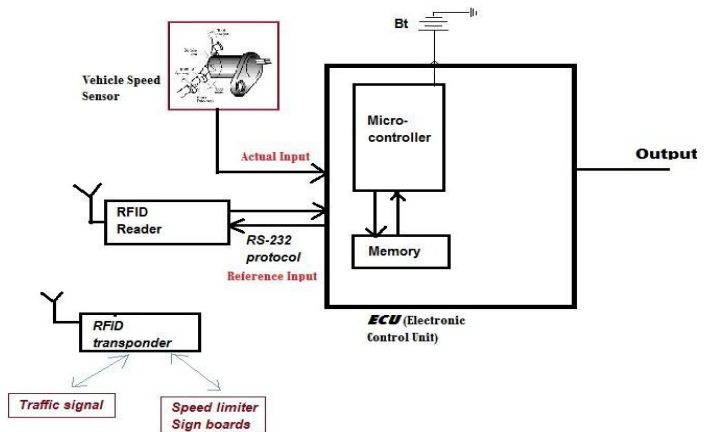 Bt
Vehicle Speed
Sensor
Micro-
controller
Actual Input
Output
RFID
Reader
RS-232
protocol
Memory
Reference Input
RFID
transponder
ECU (Electronic
Control Unit)
Traffic signal
Speed limiter
Sign boards